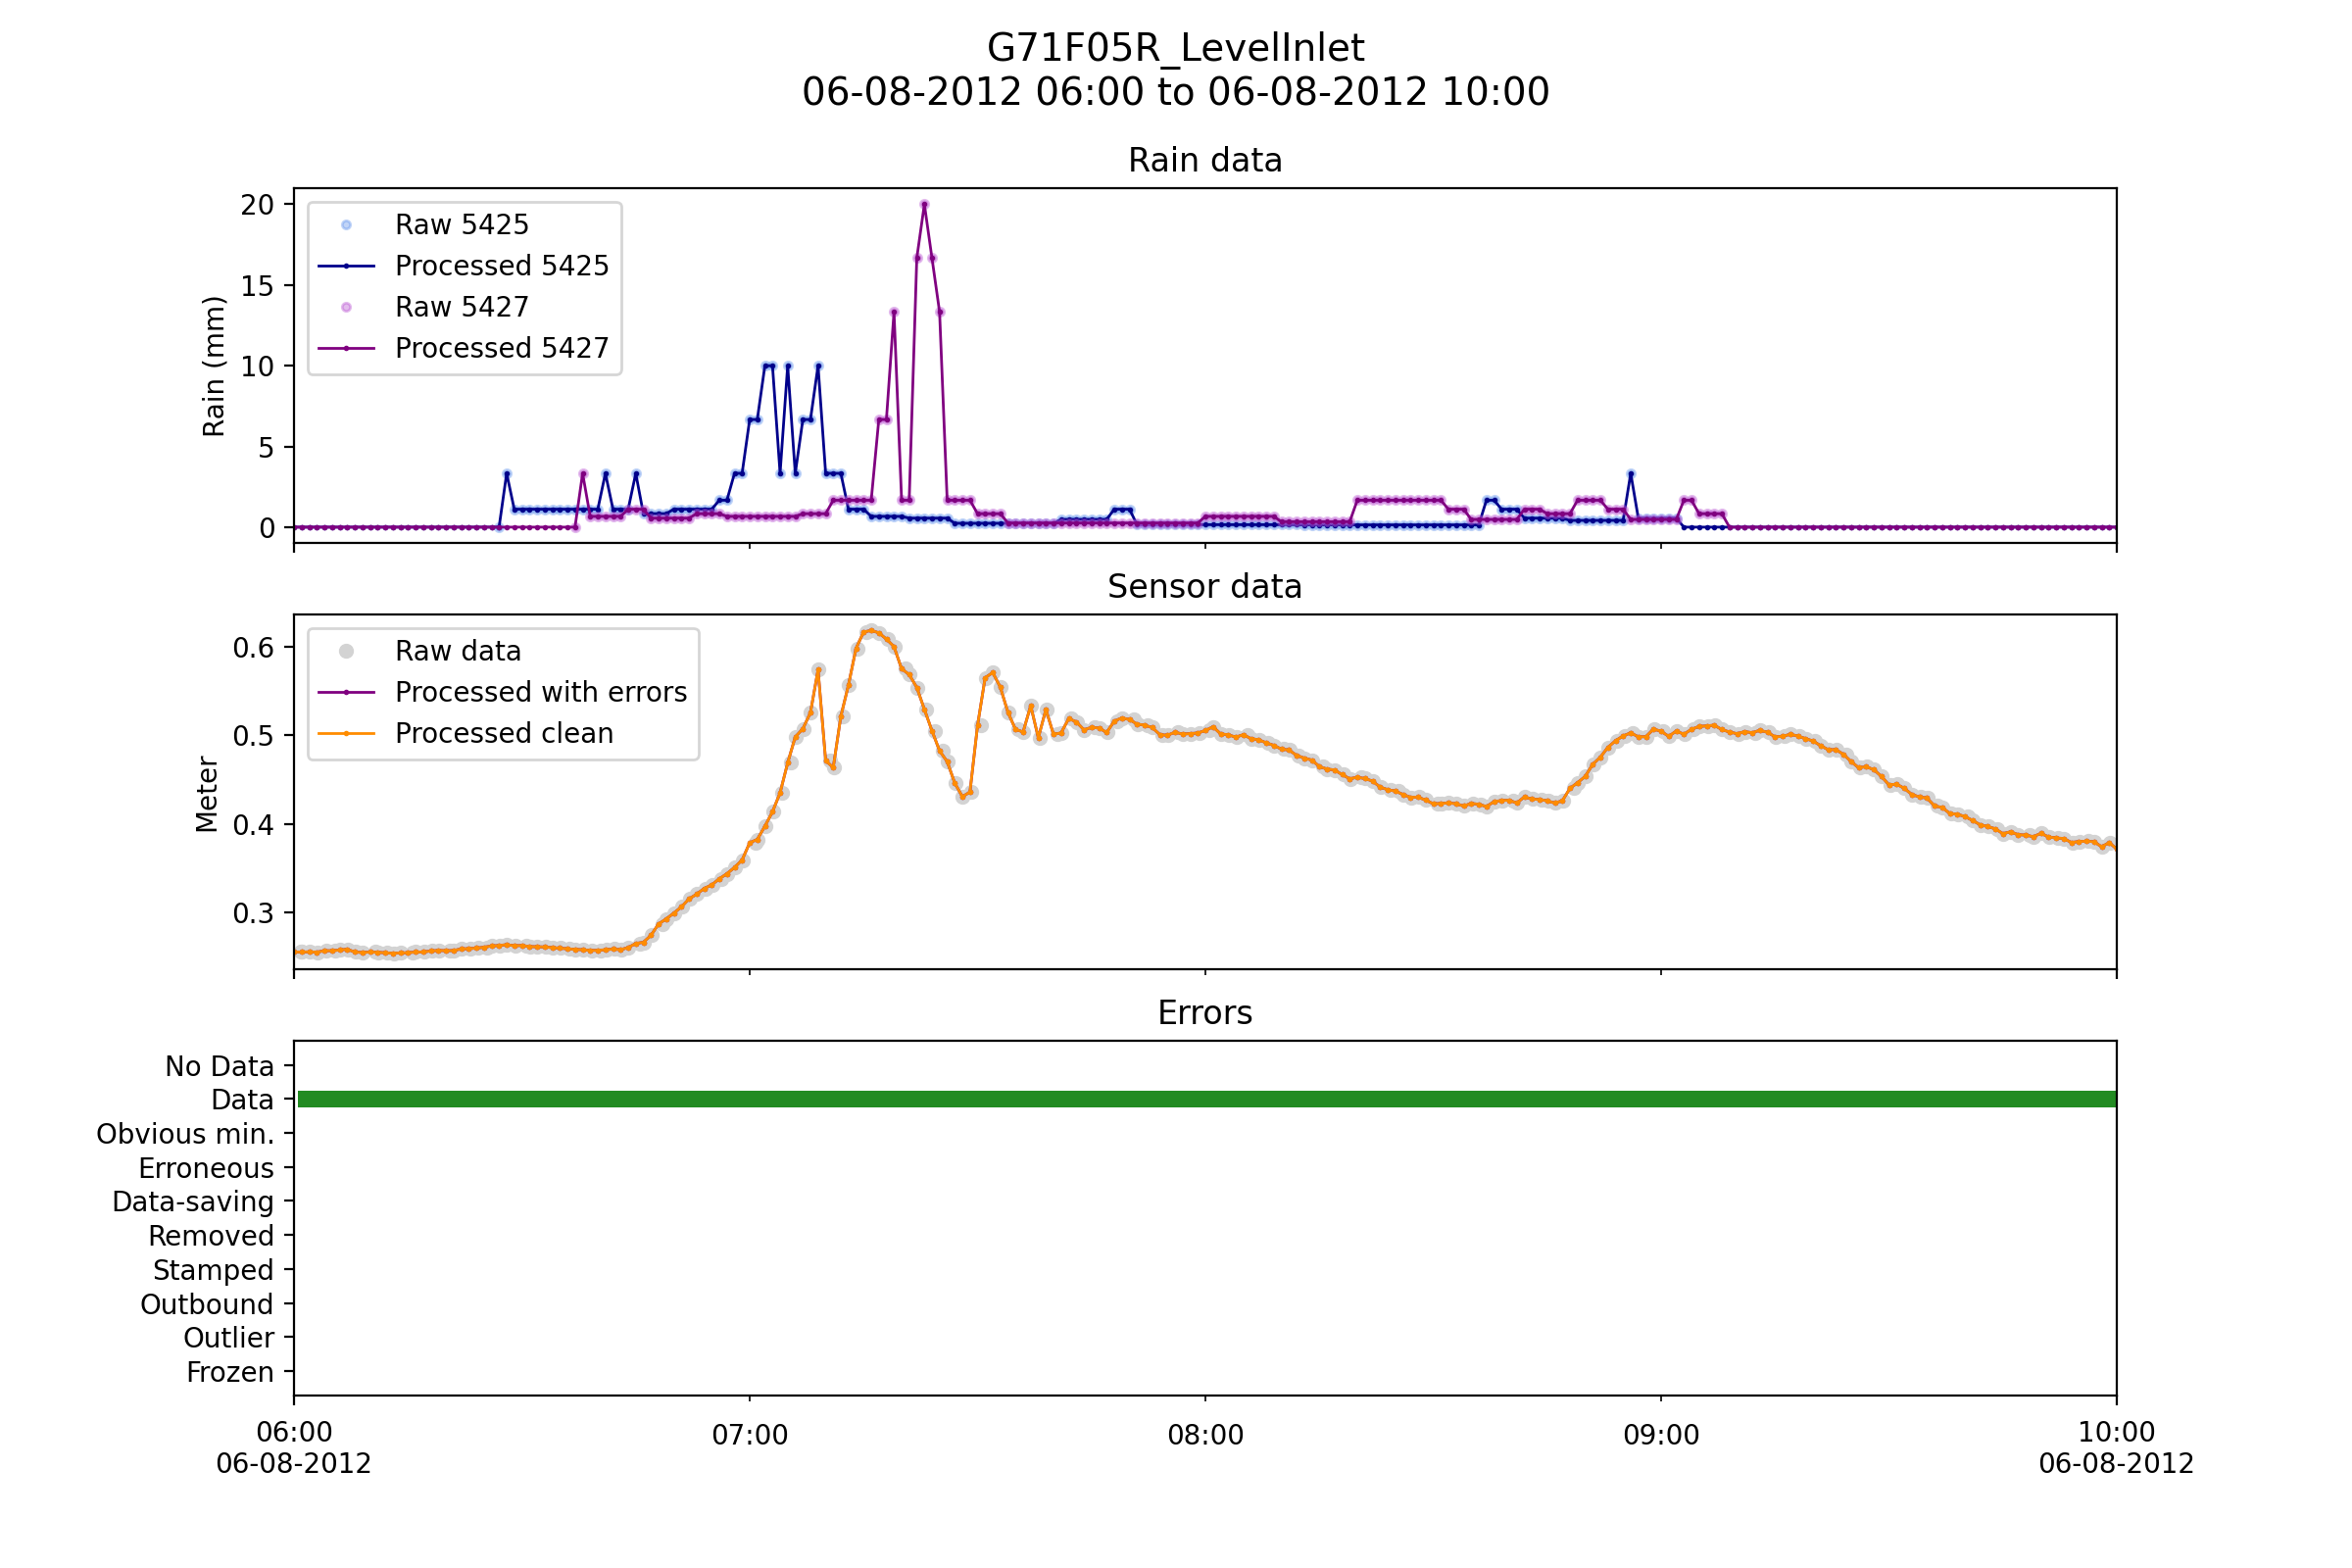 G71F05R_LevelInlet
06-08-2012 06:00 to 06-08-2012 10:00
Rain data
20
15
10
5
0
Rain (mm)
Raw 5425
Processed 5425
Raw 5427
Processed 5427
Sensor data
0.6
0.5
0.4
0.3
Meter
Raw data
Processed with errors
Processed clean
Errors
No Data
Data
Obvious min.
Erroneous
Data-saving
Removed
Stamped
Outbound
Outlier
Frozen
06:00 07:00 08:00 09:00 10:00
06-08-2012 06-08-2012